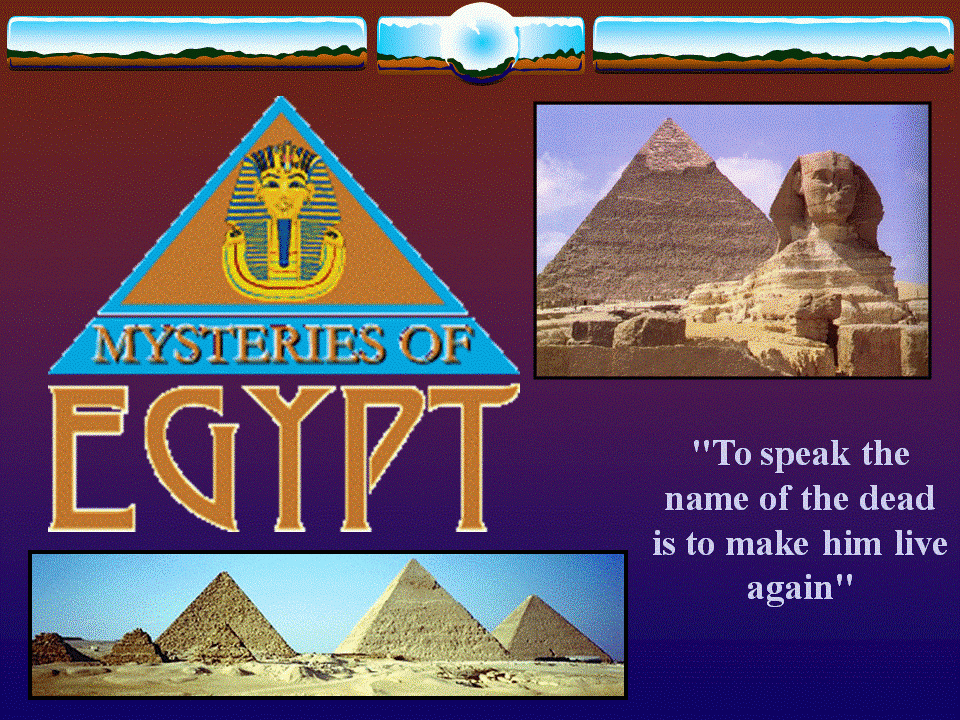 MYSTERIES OF
EGYPT
"To speak the
name of the dead
is to make him live
again"